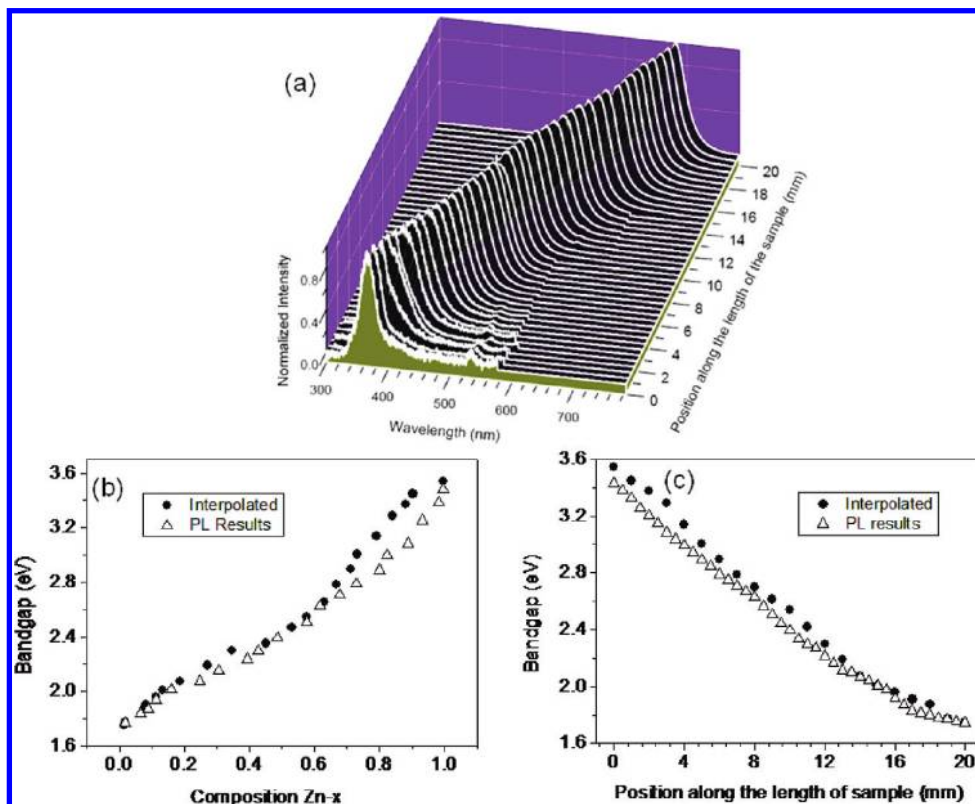 (a)
Normalized Intensity
0.8
0.4
0.0
300
400
500
600
700
Wavelength (nm)
0
2
4
6
8
10
12
14
16
18
20
Position along the length of the sample (mm)
(b)
Interpolated
PL Results
Bandgap (eV)
3.6
3.2
2.8
2.4
2.0
1.6
0.0 0.2 0.4 0.6 0.8 1.0
Composition Zn-x
(c)
Interpolated
PL results
Bandgap (eV)
3.6
3.2
2.8
2.4
2.0
1.6
0 4 8 12 16 20
Position along the length of sample (mm)